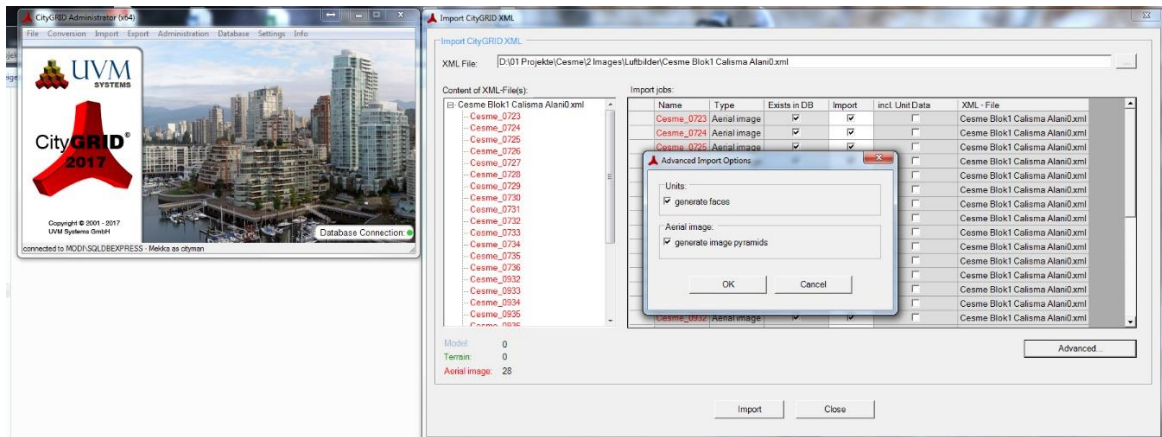 CityGRID Administrator (x64)
File Conversion Import Export Administration Database Settings Info
UVM
SYSTEMS
CityGRID®
2017
Copyright © 2001 - 2017
UVM Systems GmbH
Database Connection:
connected to MODI\SQLDBEXPRESS - Mekka as cityman
Import CityGRID XML
Import CityGRID XML
XML File: D:\01 Projekte\Cesme\2 Images\Luftbilder\Cesme Blok1 Calisma Alani0.xml ...
Content of XML-File(s):
Cesme Blok1 Calisma Alani0.xml
Cesme_0723
Cesme_0724
Cesme_0725
Cesme_0726
Cesme_0727
Cesme_0728
Cesme_0729
Cesme_0730
Cesme_0731
Cesme_0732
Cesme_0733
Cesme_0734
Cesme_0735
Cesme_0736
Cesme_0932
Cesme_0933
Cesme_0934
Cesme_0935
Cesme_0936
Import jobs:
Name Type Exists in DB Import incl. Unit Data XML - File
Cesme_0723 Aerial image Cesme Blok1 Calisma Alani0.xml
Cesme_0724 Aerial image Cesme Blok1 Calisma Alani0.xml
Cesme_0725 Aerial image Cesme Blok1 Calisma Alani0.xml
Cesme Blok1 Calisma Alani0.xml
Cesme Blok1 Calisma Alani0.xml
Cesme Blok1 Calisma Alani0.xml
Cesme Blok1 Calisma Alani0.xml
Cesme Blok1 Calisma Alani0.xml
Cesme Blok1 Calisma Alani0.xml
Cesme Blok1 Calisma Alani0.xml
Cesme Blok1 Calisma Alani0.xml
Cesme Blok1 Calisma Alani0.xml
Cesme Blok1 Calisma Alani0.xml
Cesme Blok1 Calisma Alani0.xml
Cesme_0932 Aerial image Cesme Blok1 Calisma Alani0.xml
Advanced Import Options
Units:
generate faces
Aerial image:
generate image pyramids
OK Cancel
Model: 0
Terrain: 0
Aerial image: 28
Advanced...
Import Close